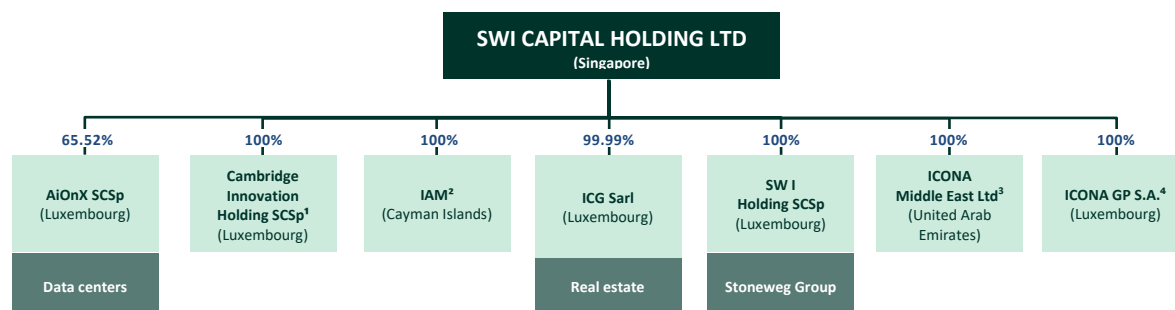 SWI CAPITAL HOLDING LTD
(Singapore)
65.52%
100%
100%
99.99%
100%
100%
100%
AiOnX SCSp
(Luxembourg)
Cambridge
Innovation
Holding SCSp¹
(Luxembourg)
IAM²
(Cayman Islands)
ICG Sarl
(Luxembourg)
SW I
Holding SCSp
(Luxembourg)
ICONA
Middle East Ltd³
(United Arab
Emirates)
ICONA GP S.A.⁴
(Luxembourg)
Data centers
Real estate
Stoneweg Group